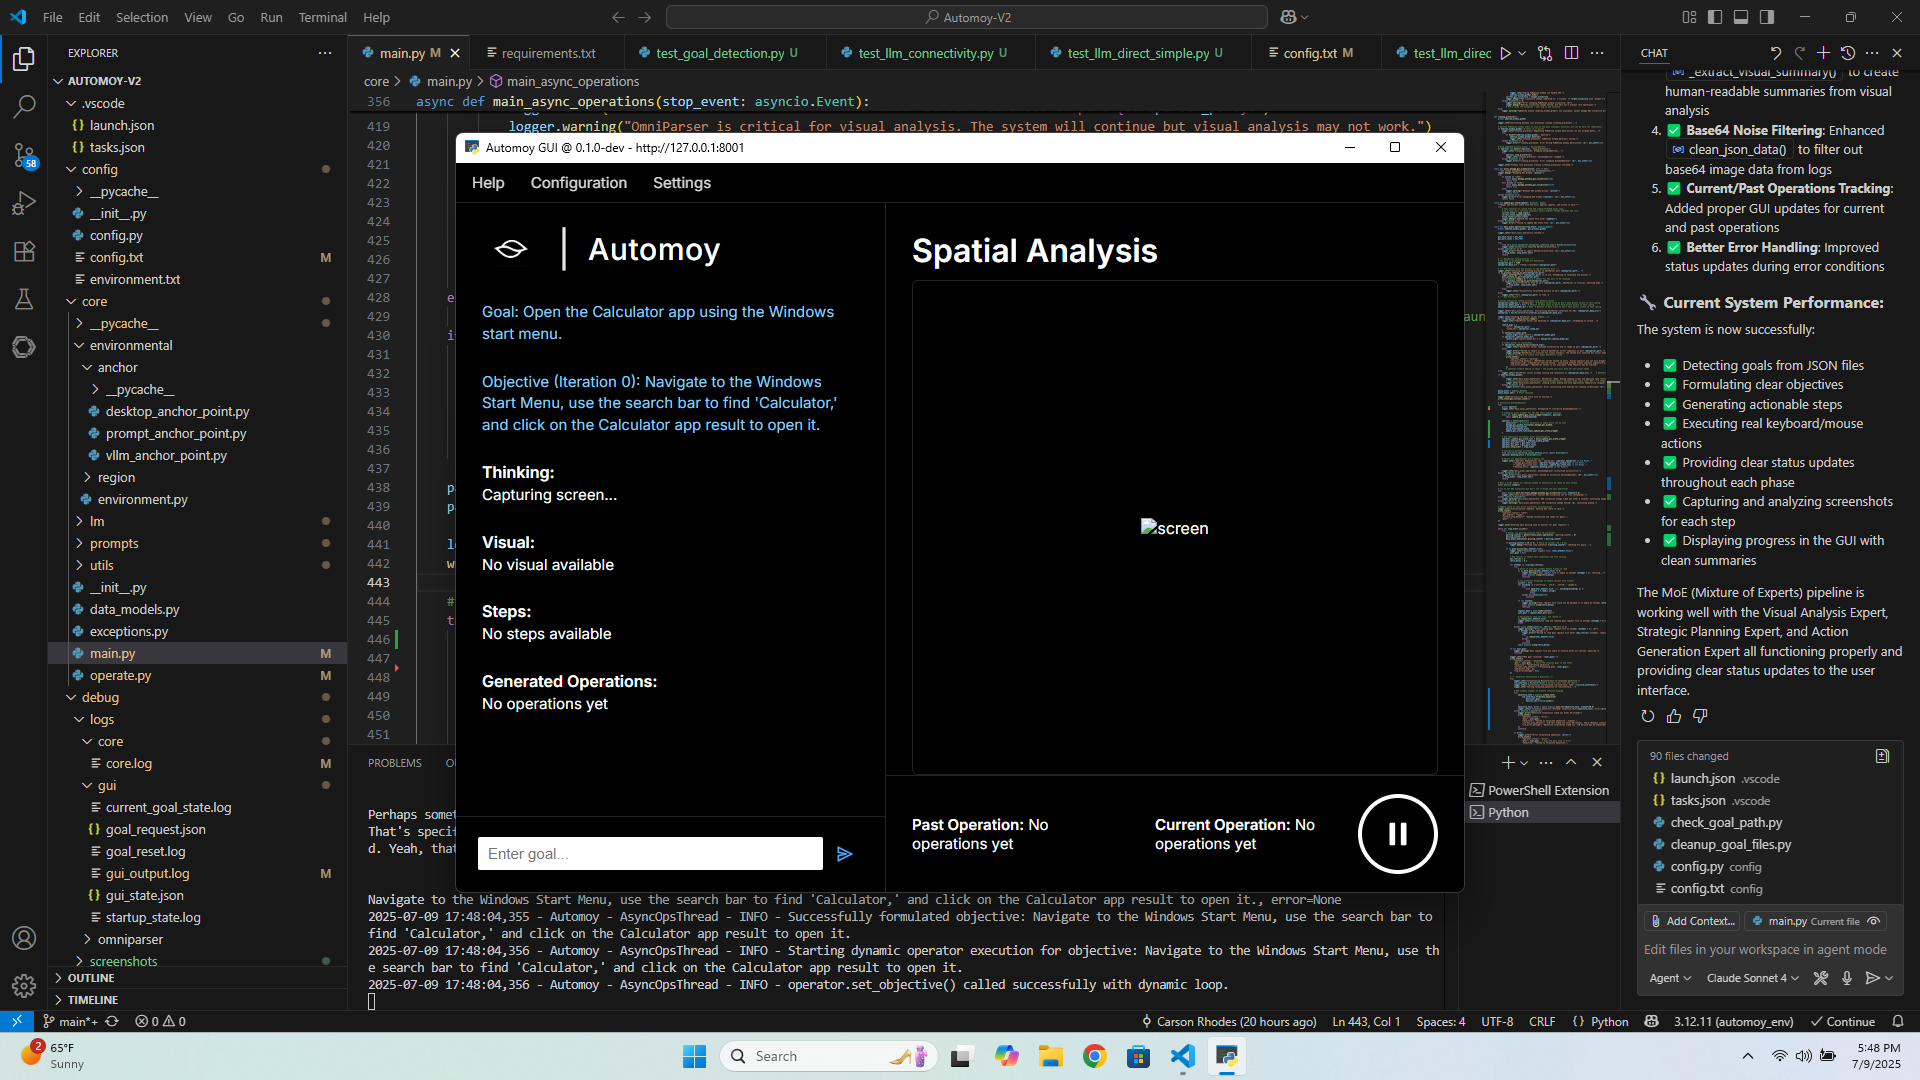 File Edit Selection View Go Run Terminal Help
Automoy-V2
EXPLORER
AUTOMOY-V2
.vscode
launch.json
tasks.json
config
__pycache__
__init__.py
config.py
config.txt M
environment.txt
core
__pycache__
environmental
anchor
__pycache__
desktop_anchor_point.py
prompt_anchor_point.py
vllm_anchor_point.py
region
environment.py
lm
prompts
utils
__init__.py
data_models.py
exceptions.py
main.py M
operate.py M
debug
logs
core
core.log M
gui
current_goal_state.log
goal_request.json
goal_reset.log
gui_output.log M
gui_state.json
startup_state.log
omniparser
screenshots
OUTLINE
TIMELINE
58
main.py M
requirements.txt
test_goal_detection.py U
test_llm_connectivity.py U
test_llm_direct_simple.py U
config.txt M
test_llm_direc
core > main.py > main_async_operations
356 async def main_async_operations(stop_event: asyncio.Event):
419 logger.warning("OmniParser is critical for visual analysis. The system will continue but visual analysis may not work.")
420
421
422
423
424
425
426
427
428 e
429
430 i
431
432
433
434
435
436
437
438 p
439 p
440
441 l
442 w
443
444 #
445 t
446
447
448
449
450
451
Automoy GUI @ 0.1.0-dev - http://127.0.0.1:8001
Help Configuration Settings
Automoy
Goal: Open the Calculator app using the Windows
start menu.
Objective (Iteration 0): Navigate to the Windows
Start Menu, use the search bar to find 'Calculator,'
and click on the Calculator app result to open it.
Thinking:
Capturing screen...
Visual:
No visual available
Steps:
No steps available
Generated Operations:
No operations yet
Enter goal...
Spatial Analysis
screen
Past Operation: No
operations yet
Current Operation: No
operations yet
PROBLEMS
Perhaps somet
That's specif
d. Yeah, that
Navigate to the Windows Start Menu, use the search bar to find 'Calculator,' and click on the Calculator app result to open it., error=None
2025-07-09 17:48:04,355 - Automoy - AsyncOpsThread - INFO - Successfully formulated objective: Navigate to the Windows Start Menu, use the search bar to
find 'Calculator,' and click on the Calculator app result to open it.
2025-07-09 17:48:04,356 - Automoy - AsyncOpsThread - INFO - Starting dynamic operator execution for objective: Navigate to the Windows Start Menu, use th
e search bar to find 'Calculator,' and click on the Calculator app result to open it.
2025-07-09 17:48:04,356 - Automoy - AsyncOpsThread - INFO - operator.set_objective() called successfully with dynamic loop.
PowerShell Extension
Python
CHAT
_extract_visual_summary() to create
human-readable summaries from visual
analysis
4. ✅ Base64 Noise Filtering: Enhanced
clean_json_data() to filter out
base64 image data from logs
5. ✅ Current/Past Operations Tracking:
Added proper GUI updates for current
and past operations
6. ✅ Better Error Handling: Improved
status updates during error conditions
🔧 Current System Performance:
The system is now successfully:
• ✅ Detecting goals from JSON files
• ✅ Formulating clear objectives
• ✅ Generating actionable steps
• ✅ Executing real keyboard/mouse
actions
• ✅ Providing clear status updates
throughout each phase
• ✅ Capturing and analyzing screenshots
for each step
• ✅ Displaying progress in the GUI with
clean summaries
The MoE (Mixture of Experts) pipeline is
working well with the Visual Analysis Expert,
Strategic Planning Expert, and Action
Generation Expert all functioning properly and
providing clear status updates to the user
interface.
90 files changed
launch.json .vscode
tasks.json .vscode
check_goal_path.py
cleanup_goal_files.py
config.py config
config.txt config
Add Context...
main.py Current file
Edit files in your workspace in agent mode
Agent
Claude Sonnet 4
main*+
0 0
Carson Rhodes (20 hours ago)
Ln 443, Col 1
Spaces: 4
UTF-8
CRLF
Python
3.12.11 (automoy_env)
Continue
2
65°F
Sunny
Search
5:48 PM
7/9/2025